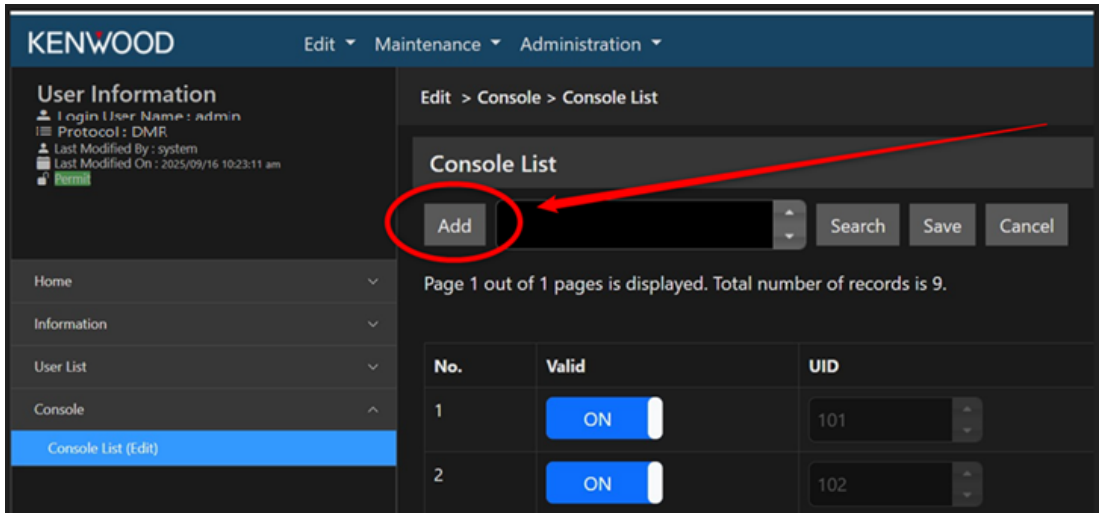 KENWOOD Edit Maintenance Administration
User Information
Login User Name : admin
Protocol : DMR
Last Modified By : system
Last Modified On : 2025/09/16 10:23:11 am
Permit
Home
Information
User List
Console
Console List (Edit)
Edit > Console > Console List
Console List
Add Search Save Cancel
Page 1 out of 1 pages is displayed. Total number of records is 9.
No. Valid UID
1 ON 101
2 ON 102